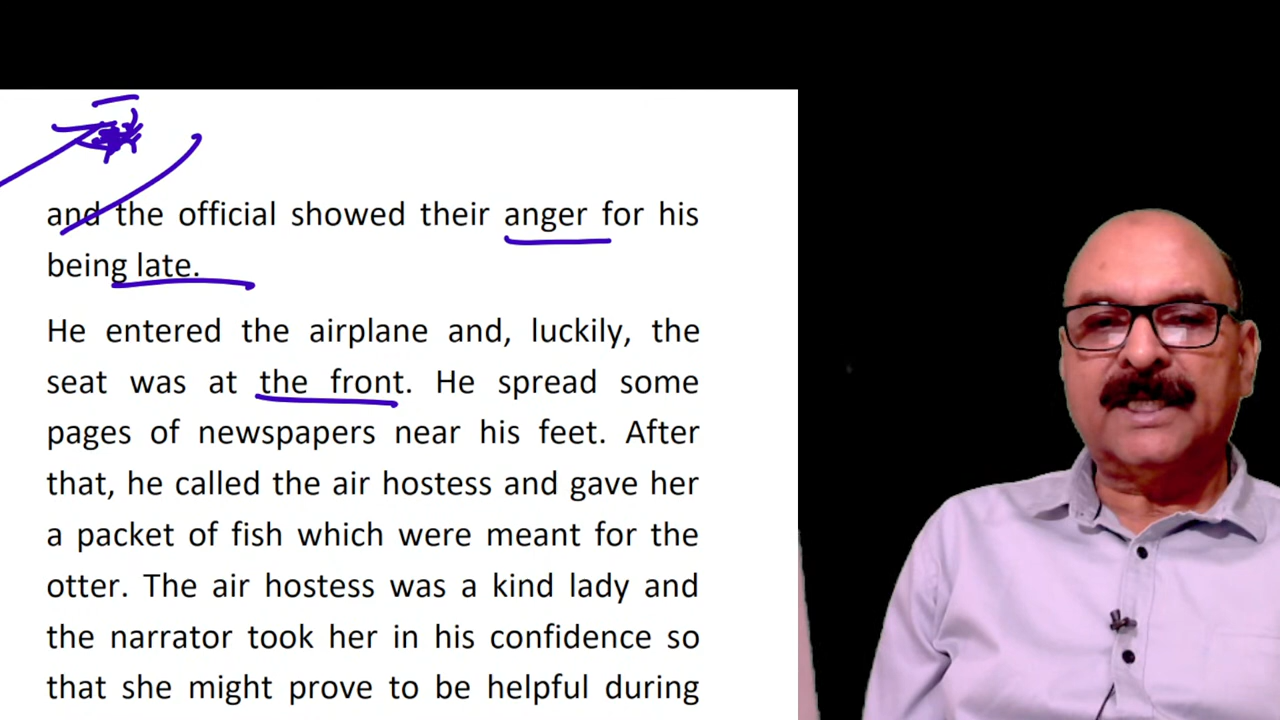 and the official showed their anger for his
being late.
He entered the airplane and, luckily, the
seat was at the front. He spread some
pages of newspapers near his feet. After
that, he called the air hostess and gave her
a packet of fish which were meant for the
otter. The air hostess was a kind lady and
the narrator took her in his confidence so
that she might prove to be helpful during